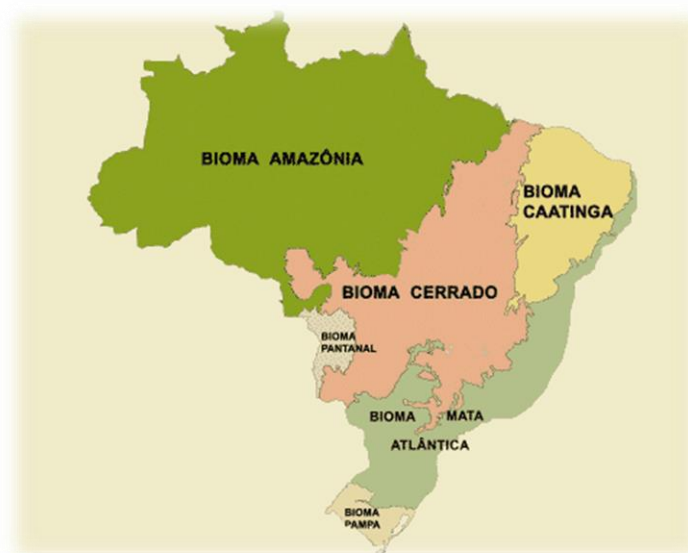 BIOMA AMAZÔNIA
BIOMA
CAATINGA
BIOMA CERRADO
BIOMA
PANTANAL
BIOMA MATA
ATLÂNTICA
BIOMA
PAMPA